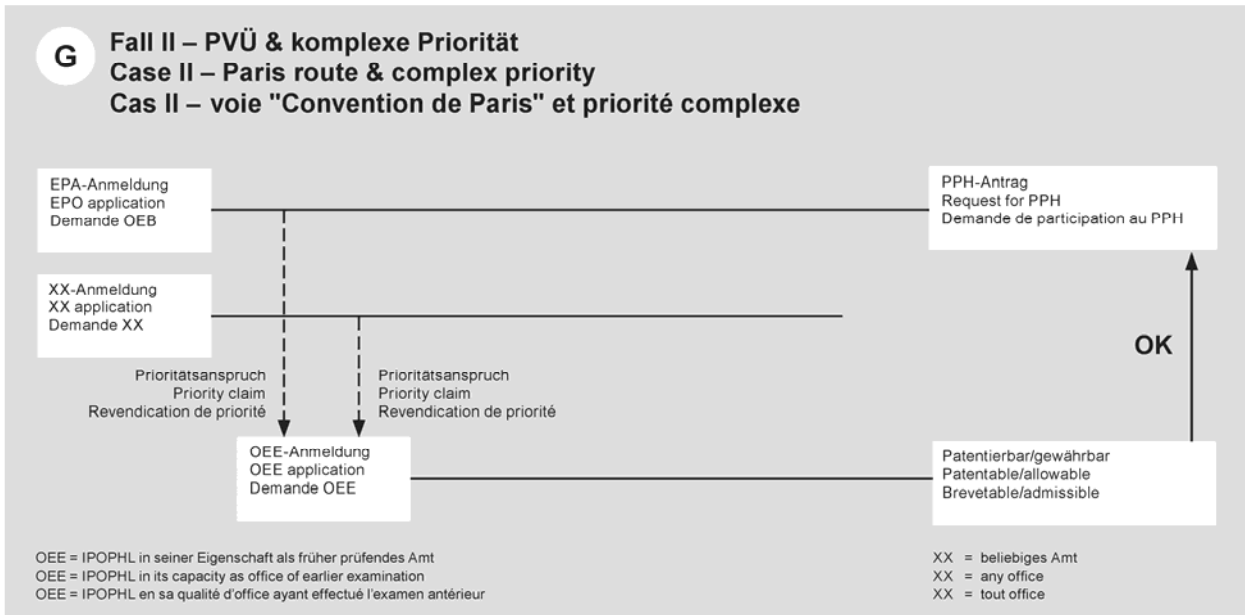 G
Fall II – PVÜ & komplexe Priorität
Case II – Paris route & complex priority
Cas II – voie "Convention de Paris" et priorité complexe
EPA-Anmeldung
EPO application
Demande OEB
PPH-Antrag
Request for PPH
Demande de participation au PPH
XX-Anmeldung
XX application
Demande XX
OK
Prioritätsanspruch
Priority claim
Revendication de priorité
Prioritätsanspruch
Priority claim
Revendication de priorité
OEE-Anmeldung
OEE application
Demande OEE
Patentierbar/gewährbar
Patentable/allowable
Brevetable/admissible
OEE = IPOPHL in seiner Eigenschaft als früher prüfendes Amt
OEE = IPOPHL in its capacity as office of earlier examination
OEE = IPOPHL en sa qualité d'office ayant effectué l'examen antérieur
XX = beliebiges Amt
XX = any office
XX = tout office